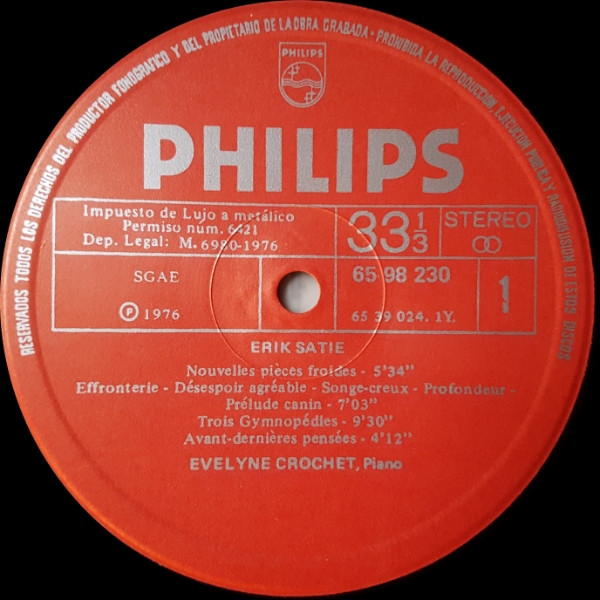 RESERVADOS TODOS LOS DERECHOS DEL PRODUCTOR FONOGRAFICO Y DEL PROPIETARIO DE LA OBRA GRABADA · PROHIBIDA LA REPRODUCCION EJECUCION PUBLICA Y RADIODIFUSION DE ESTOS DISCOS
PHILIPS
PHILIPS
Impuesto de Lujo a metálico
Permiso núm. 6421
Dep. Legal: M. 6980-1976
33 1/3
STEREO
SGAE
℗ 1976
65 98 230
65 39 024. 1Y.
1
ERIK SATIE
Nouvelles pièces froides - 5'34"
Effronterie - Désespoir agréable - Songe-creux - Profondeur -
Prélude canin - 7'03"
Trois Gymnopédies - 9'30"
Avant-dernières pensées - 4'12"
EVELYNE CROCHET, Piano